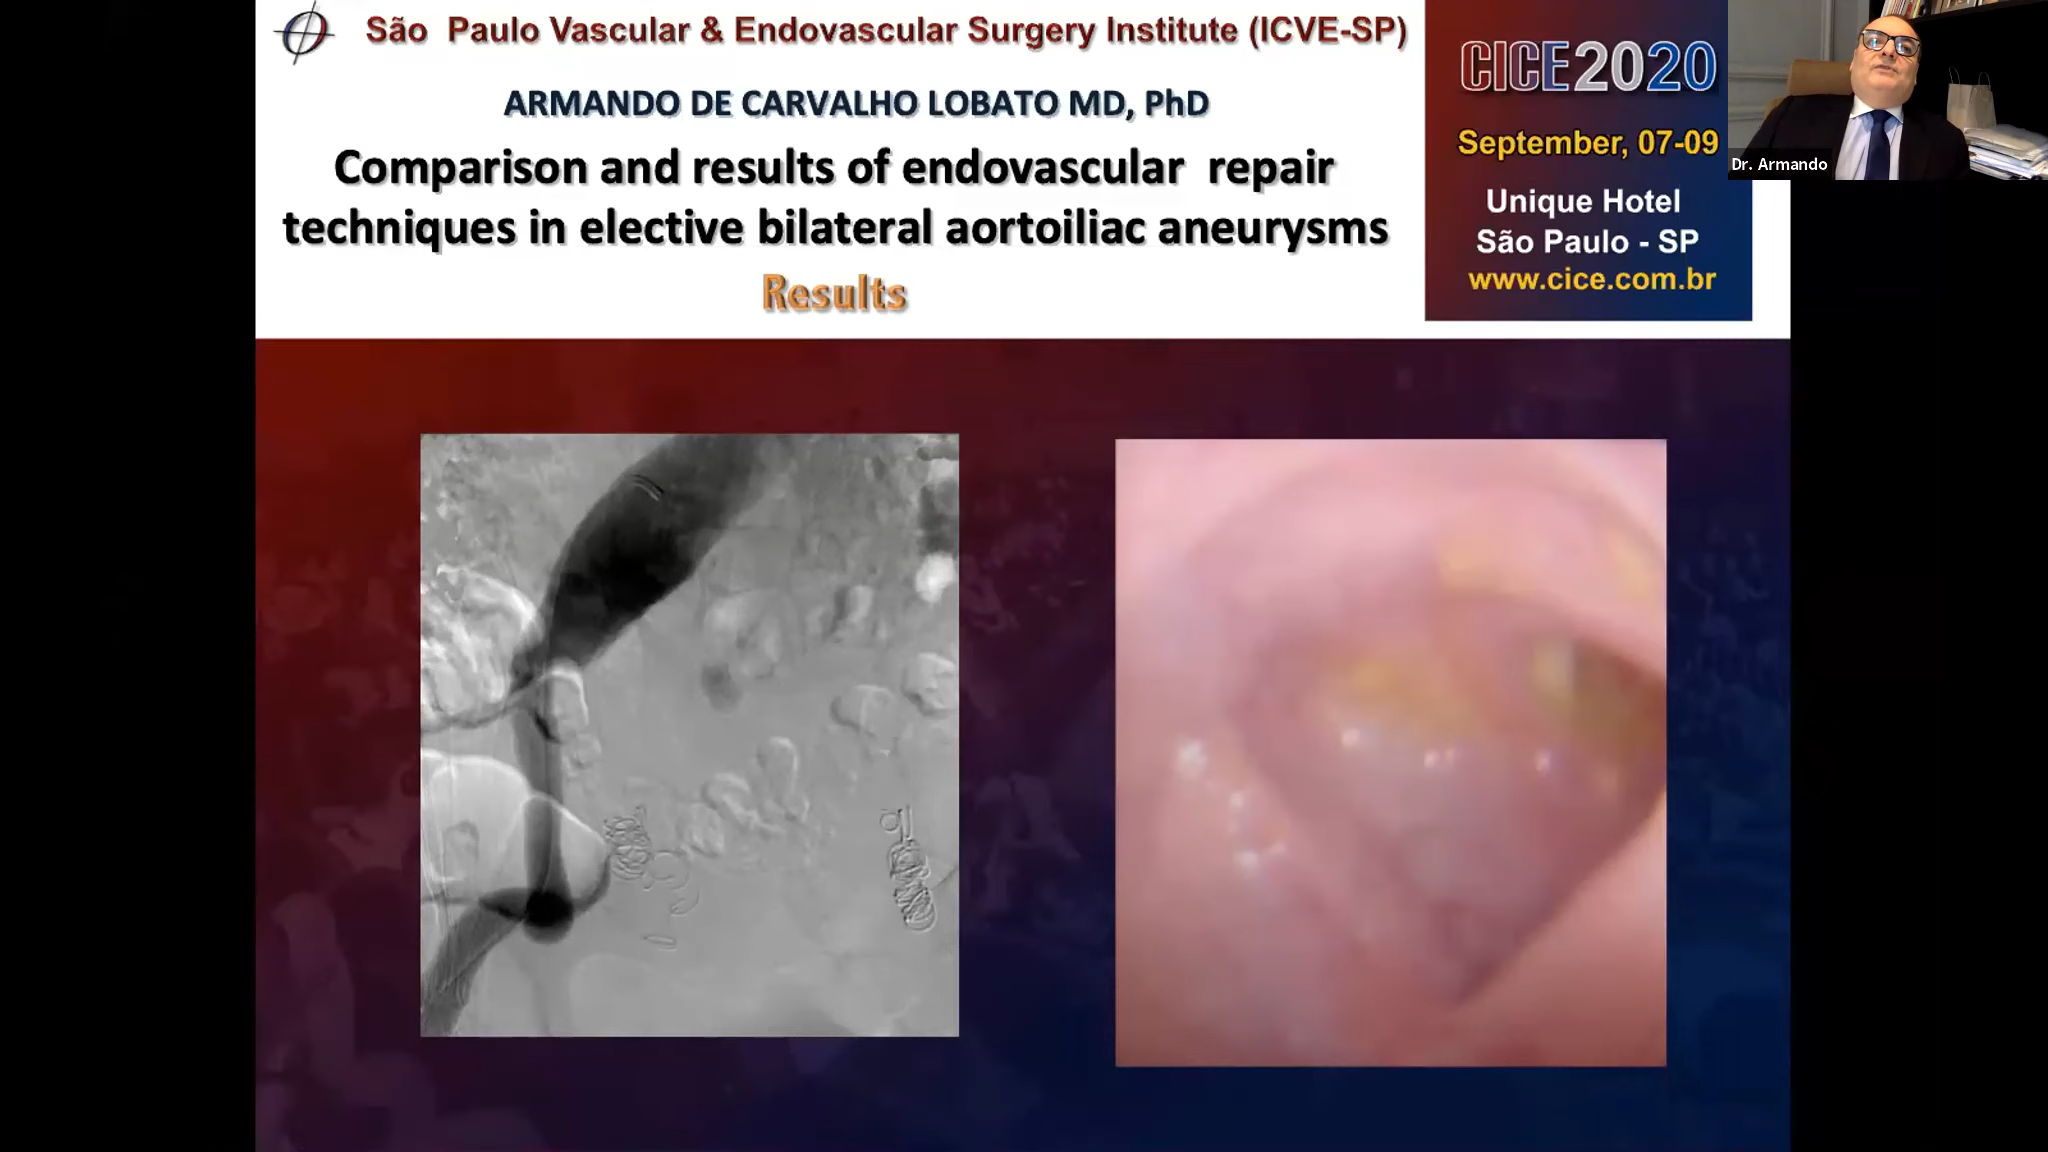 São Paulo Vascular & Endovascular Surgery Institute (ICVE-SP)
ARMANDO DE CARVALHO LOBATO MD, PhD
Comparison and results of endovascular repair
techniques in elective bilateral aortoiliac aneurysms
Results
CICE2020
September, 07-09
Unique Hotel
São Paulo - SP
www.cice.com.br
Dr. Armando